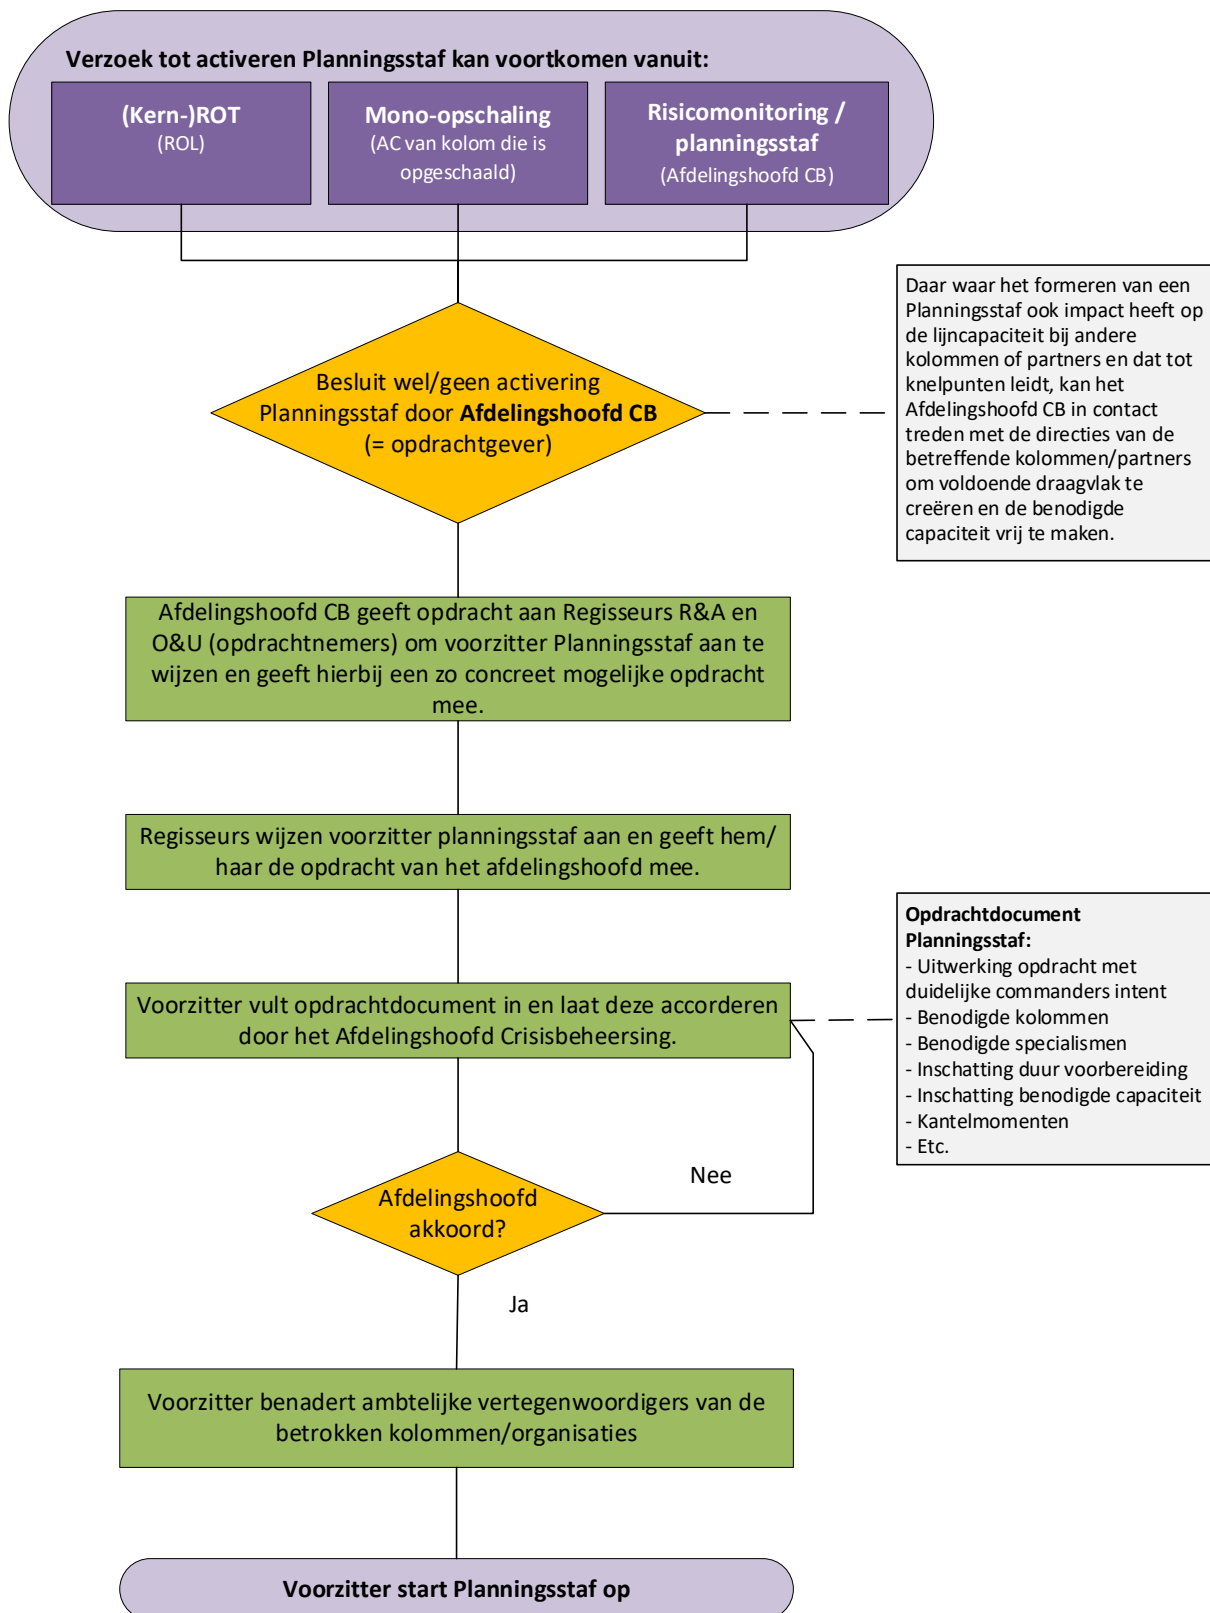 Verzoek tot activeren Planningsstaf kan voortkomen vanuit:
(Kern-)ROT
(ROL)
Mono-opschaling
(AC van kolom die is
opgeschaald)
Risicomonitoring /
planningsstaf
(Afdelingshoofd CB)
Daar waar het formeren van een
Planningsstaf ook impact heeft op
de lijncapaciteit bij andere
kolommen of partners en dat tot
knelpunten leidt, kan het
Afdelingshoofd CB in contact
treden met de directies van de
betreffende kolommen/partners
om voldoende draagvlak te
creëren en de benodigde
capaciteit vrij te maken.
Besluit wel/geen activering
Planningsstaf door Afdelingshoofd CB
(= opdrachtgever)
Afdelingshoofd CB geeft opdracht aan Regisseurs R&A en
O&U (opdrachtnemers) om voorzitter Planningsstaf aan te
wijzen en geeft hierbij een zo concreet mogelijke opdracht
mee.
Regisseurs wijzen voorzitter planningsstaf aan en geeft hem/
haar de opdracht van het afdelingshoofd mee.
Opdrachtdocument
Planningsstaf:
- Uitwerking opdracht met
duidelijke commanders intent
- Benodigde kolommen
- Benodigde specialismen
- Inschatting duur voorbereiding
- Inschatting benodigde capaciteit
- Kantelmomenten
- Etc.
Voorzitter vult opdrachtdocument in en laat deze accorderen
door het Afdelingshoofd Crisisbeheersing.
Nee
Afdelingshoofd
akkoord?
Ja
Voorzitter benadert ambtelijke vertegenwoordigers van de
betrokken kolommen/organisaties
Voorzitter start Planningsstaf op